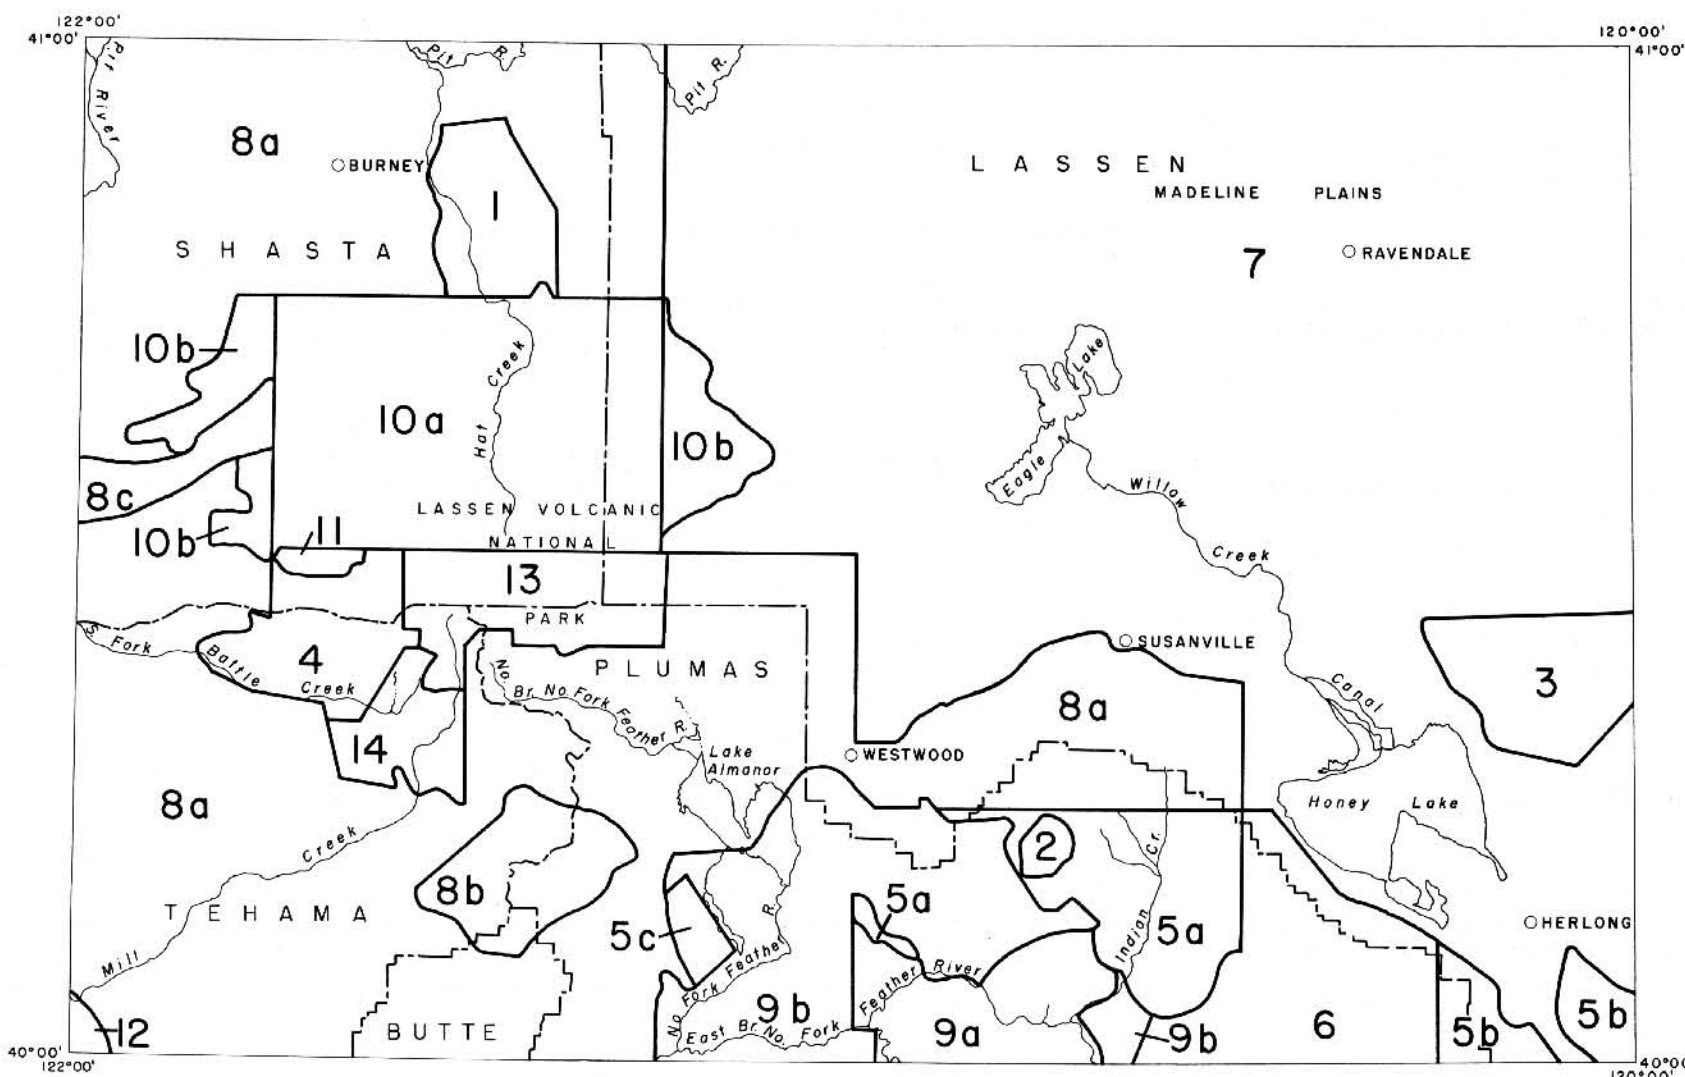 122°00'
120°00'
41°00'
41°00'
Pit R.
Pit R.
Pit River
8a
BURNEY
LASSEN
MADELINE PLAINS
1
SHASTA
7
RAVENDALE
10b
Hat Creek
10a
Eagle Lake
10b
8c
Willow Creek
LASSEN VOLCANIC
10b
11
NATIONAL
13
PARK
S. Fork Battle Creek
4
PLUMAS
SUSANVILLE
3
No. Br. No. Fork Feather R.
Canal
8a
14
Lake Almanor
WESTWOOD
8a
Honey Lake
Mill Creek
2
Cr.
8b
TEHAMA
5a
5c
5a
Indian
HERLONG
No. Fork Feather R.
Feather River
12
BUTTE
9b
East Br. No. Fork
9a
9b
6
5b
5b
40°00'
122°00'
40°00
120°00'